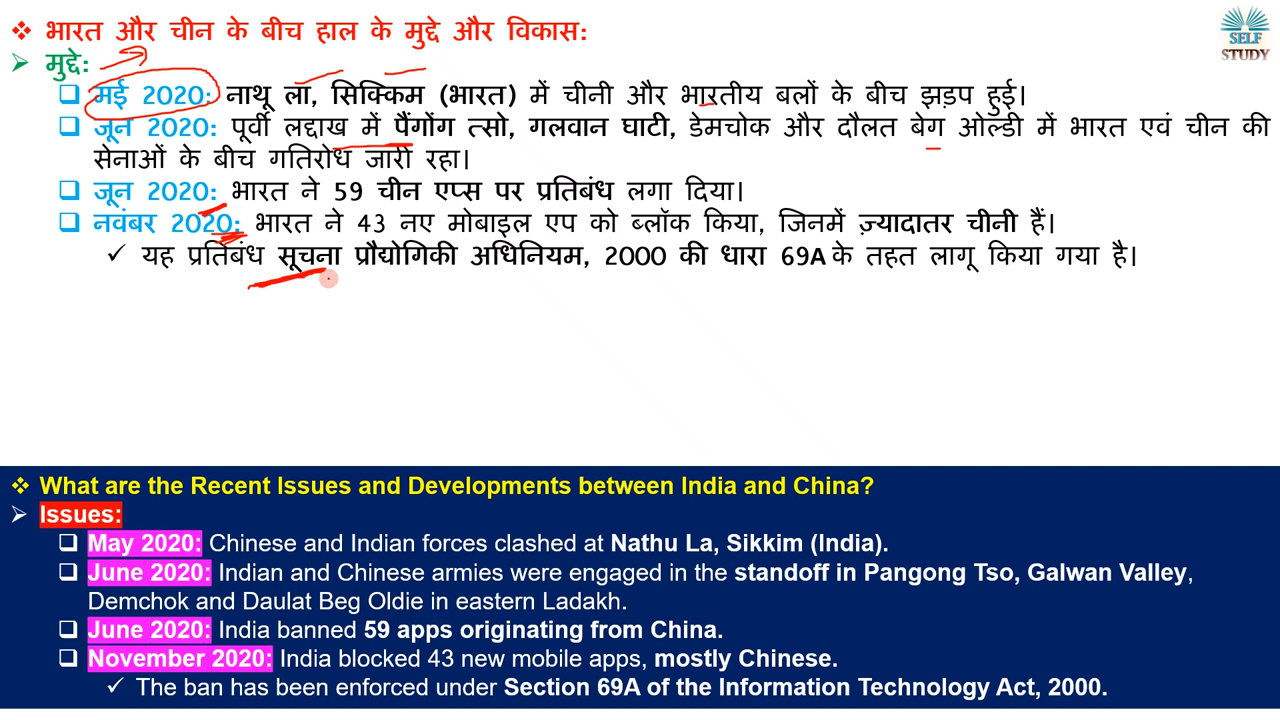 ❖ भारत और चीन के बीच हाल के मुद्दे और विकास:
SELF
STUDY
➢ मुद्दे:
❑ मई 2020: नाथू ला, सिक्किम (भारत) में चीनी और भारतीय बलों के बीच झड़प हुई।
❑ जून 2020: पूर्वी लद्दाख में पैंगोंग त्सो, गलवान घाटी, डेमचोक और दौलत बेग ओल्डी में भारत एवं चीन की
सेनाओं के बीच गतिरोध जारी रहा।
❑ जून 2020: भारत ने 59 चीन एप्स पर प्रतिबंध लगा दिया।
❑ नवंबर 2020: भारत ने 43 नए मोबाइल एप को ब्लॉक किया, जिनमें ज़्यादातर चीनी हैं।
✓ यह प्रतिबंध सूचना प्रौद्योगिकी अधिनियम, 2000 की धारा 69A के तहत लागू किया गया है।
❖ What are the Recent Issues and Developments between India and China?
➢ Issues:
❑ May 2020: Chinese and Indian forces clashed at Nathu La, Sikkim (India).
❑ June 2020: Indian and Chinese armies were engaged in the standoff in Pangong Tso, Galwan Valley,
Demchok and Daulat Beg Oldie in eastern Ladakh.
❑ June 2020: India banned 59 apps originating from China.
❑ November 2020: India blocked 43 new mobile apps, mostly Chinese.
✓ The ban has been enforced under Section 69A of the Information Technology Act, 2000.